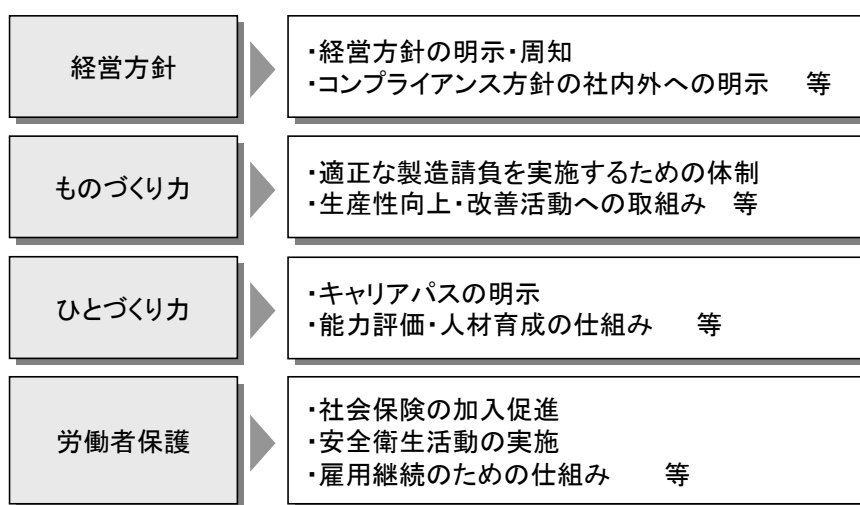 経営方針
・経営方針の明示・周知
・コンプライアンス方針の社内外への明示　等
ものづくり力
・適正な製造請負を実施するための体制
・生産性向上・改善活動への取組み　等
ひとづくり力
・キャリアパスの明示
・能力評価・人材育成の仕組み　等
労働者保護
・社会保険の加入促進
・安全衛生活動の実施
・雇用継続のための仕組み　等